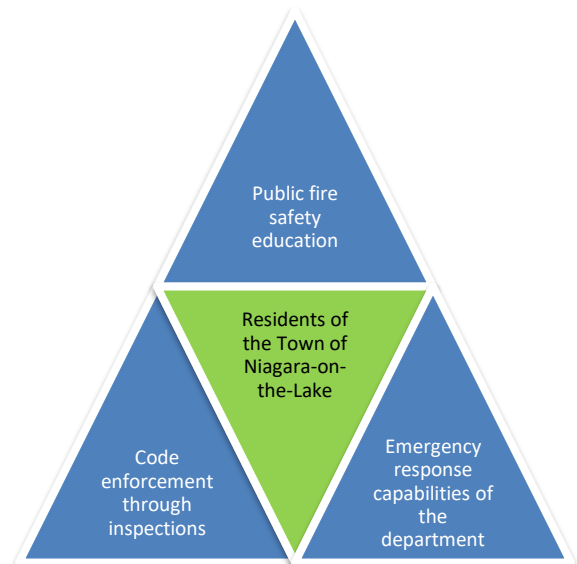 Public fire
safety
education
Residents of
the Town of
Niagara-on-
the-Lake
Code
enforcement
through
inspections
Emergency
response
capabilities of
the
department